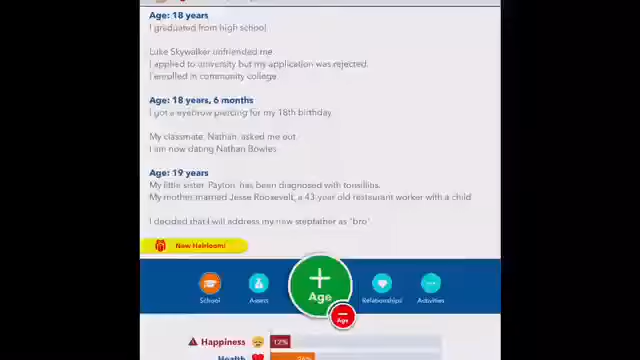 Age: 18 years
I graduated from high school
Luke Skywalker unfriended me
I applied to university but my application was rejected.
I enrolled in community college
Age: 18 years, 6 months
I got a eyebrow piercing for my 18th birthday
My classmate, Nathan, asked me out.
I am now dating Nathan Bowles
Age: 19 years
My little sister, Payton, has been diagnosed with tonsillitis.
My mother married Jesse Roosevelt, a 43-year old restaurant worker with a child
I decided that I will address my new stepfather as 'bro'
New Heirloom!
School
Assets
+ Age
Relationships
Activities
− Age
Happiness
12%
Health